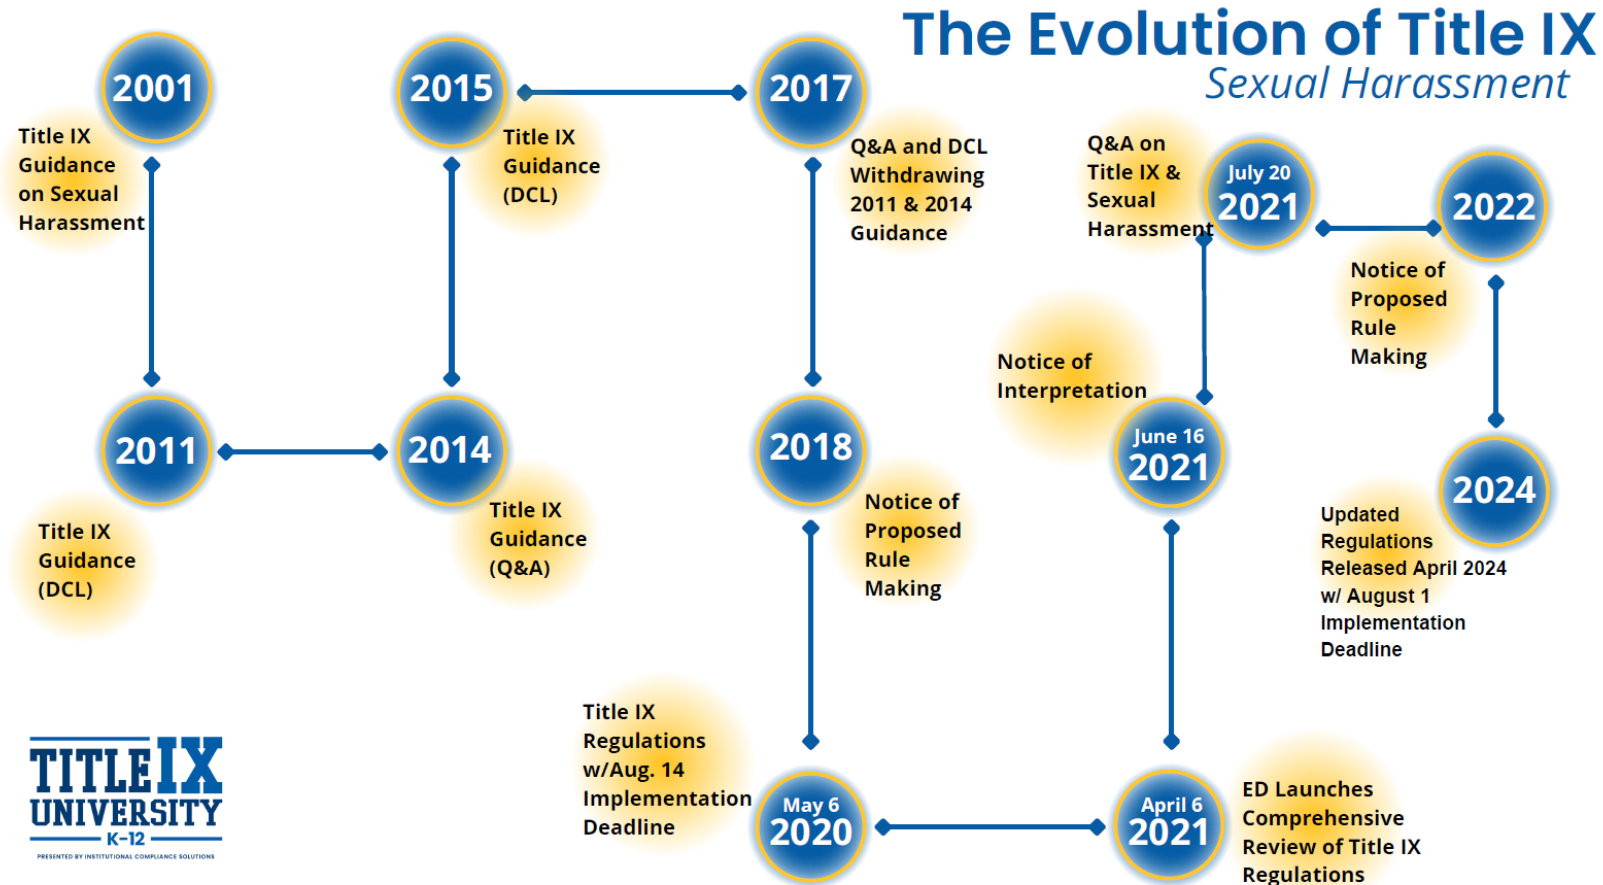 The Evolution of Title IX
Sexual Harassment
2001
Title IX
Guidance
on Sexual
Harassment
2011
Title IX
Guidance
(DCL)
2014
Title IX
Guidance
(Q&A)
2015
Title IX
Guidance
(DCL)
2017
Q&A and DCL
Withdrawing
2011 & 2014
Guidance
2018
Notice of
Proposed
Rule
Making
May 6
2020
Title IX
Regulations
w/Aug. 14
Implementation
Deadline
April 6
2021
ED Launches
Comprehensive
Review of Title IX
Regulations
June 16
2021
Notice of
Interpretation
July 20
2021
Q&A on
Title IX &
Sexual
Harassment
2022
Notice of
Proposed
Rule
Making
2024
Updated
Regulations
Released April 2024
w/ August 1
Implementation
Deadline
TITLE IX
UNIVERSITY
K-12
PRESENTED BY INSTITUTIONAL COMPLIANCE SOLUTIONS